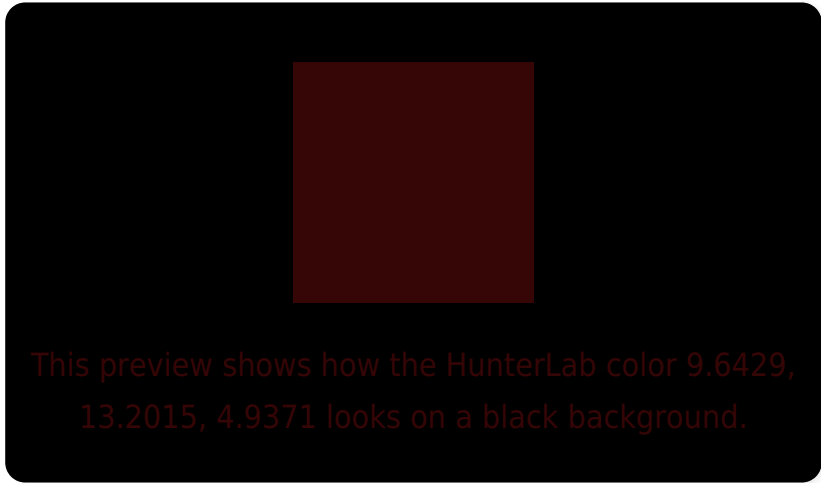 This preview shows how the HunterLab color 9.6429,
13.2015, 4.9371 looks on a black background.